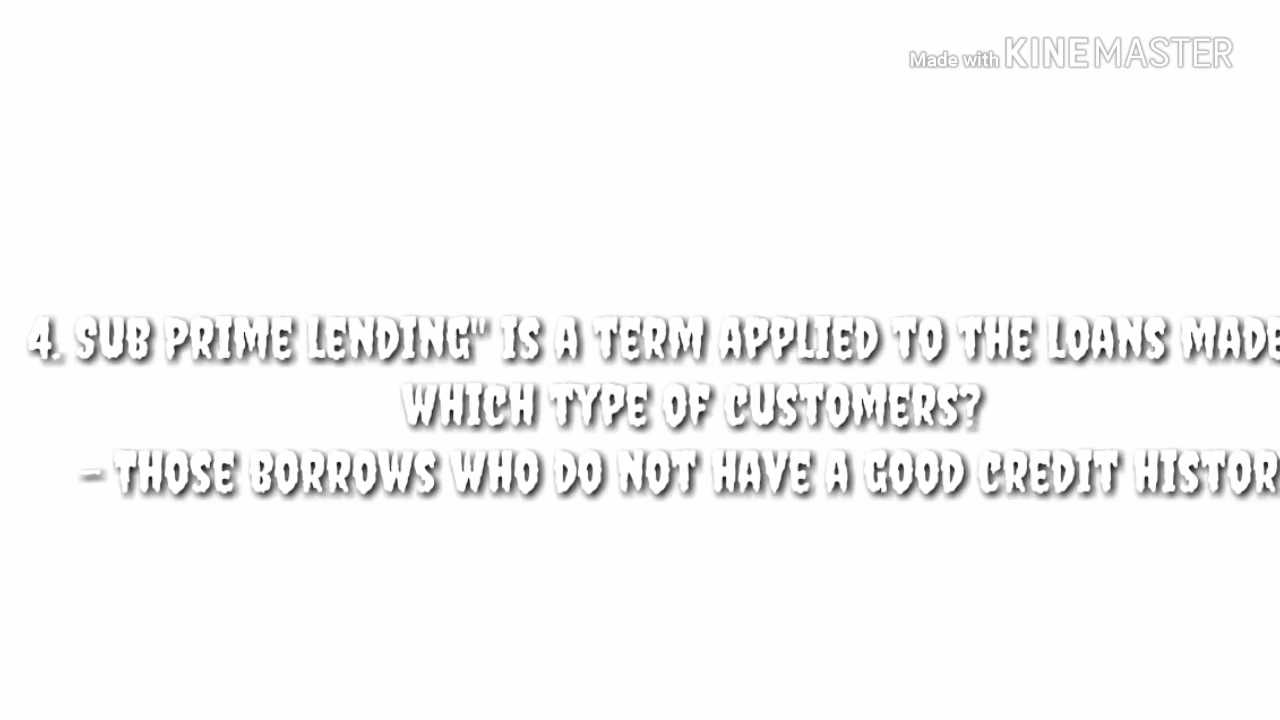 Made with KINEMASTER
4. SUB PRIME LENDING" IS A TERM APPLIED TO THE LOANS MADE
WHICH TYPE OF CUSTOMERS?
- THOSE BORROWS WHO DO NOT HAVE A GOOD CREDIT HISTOR